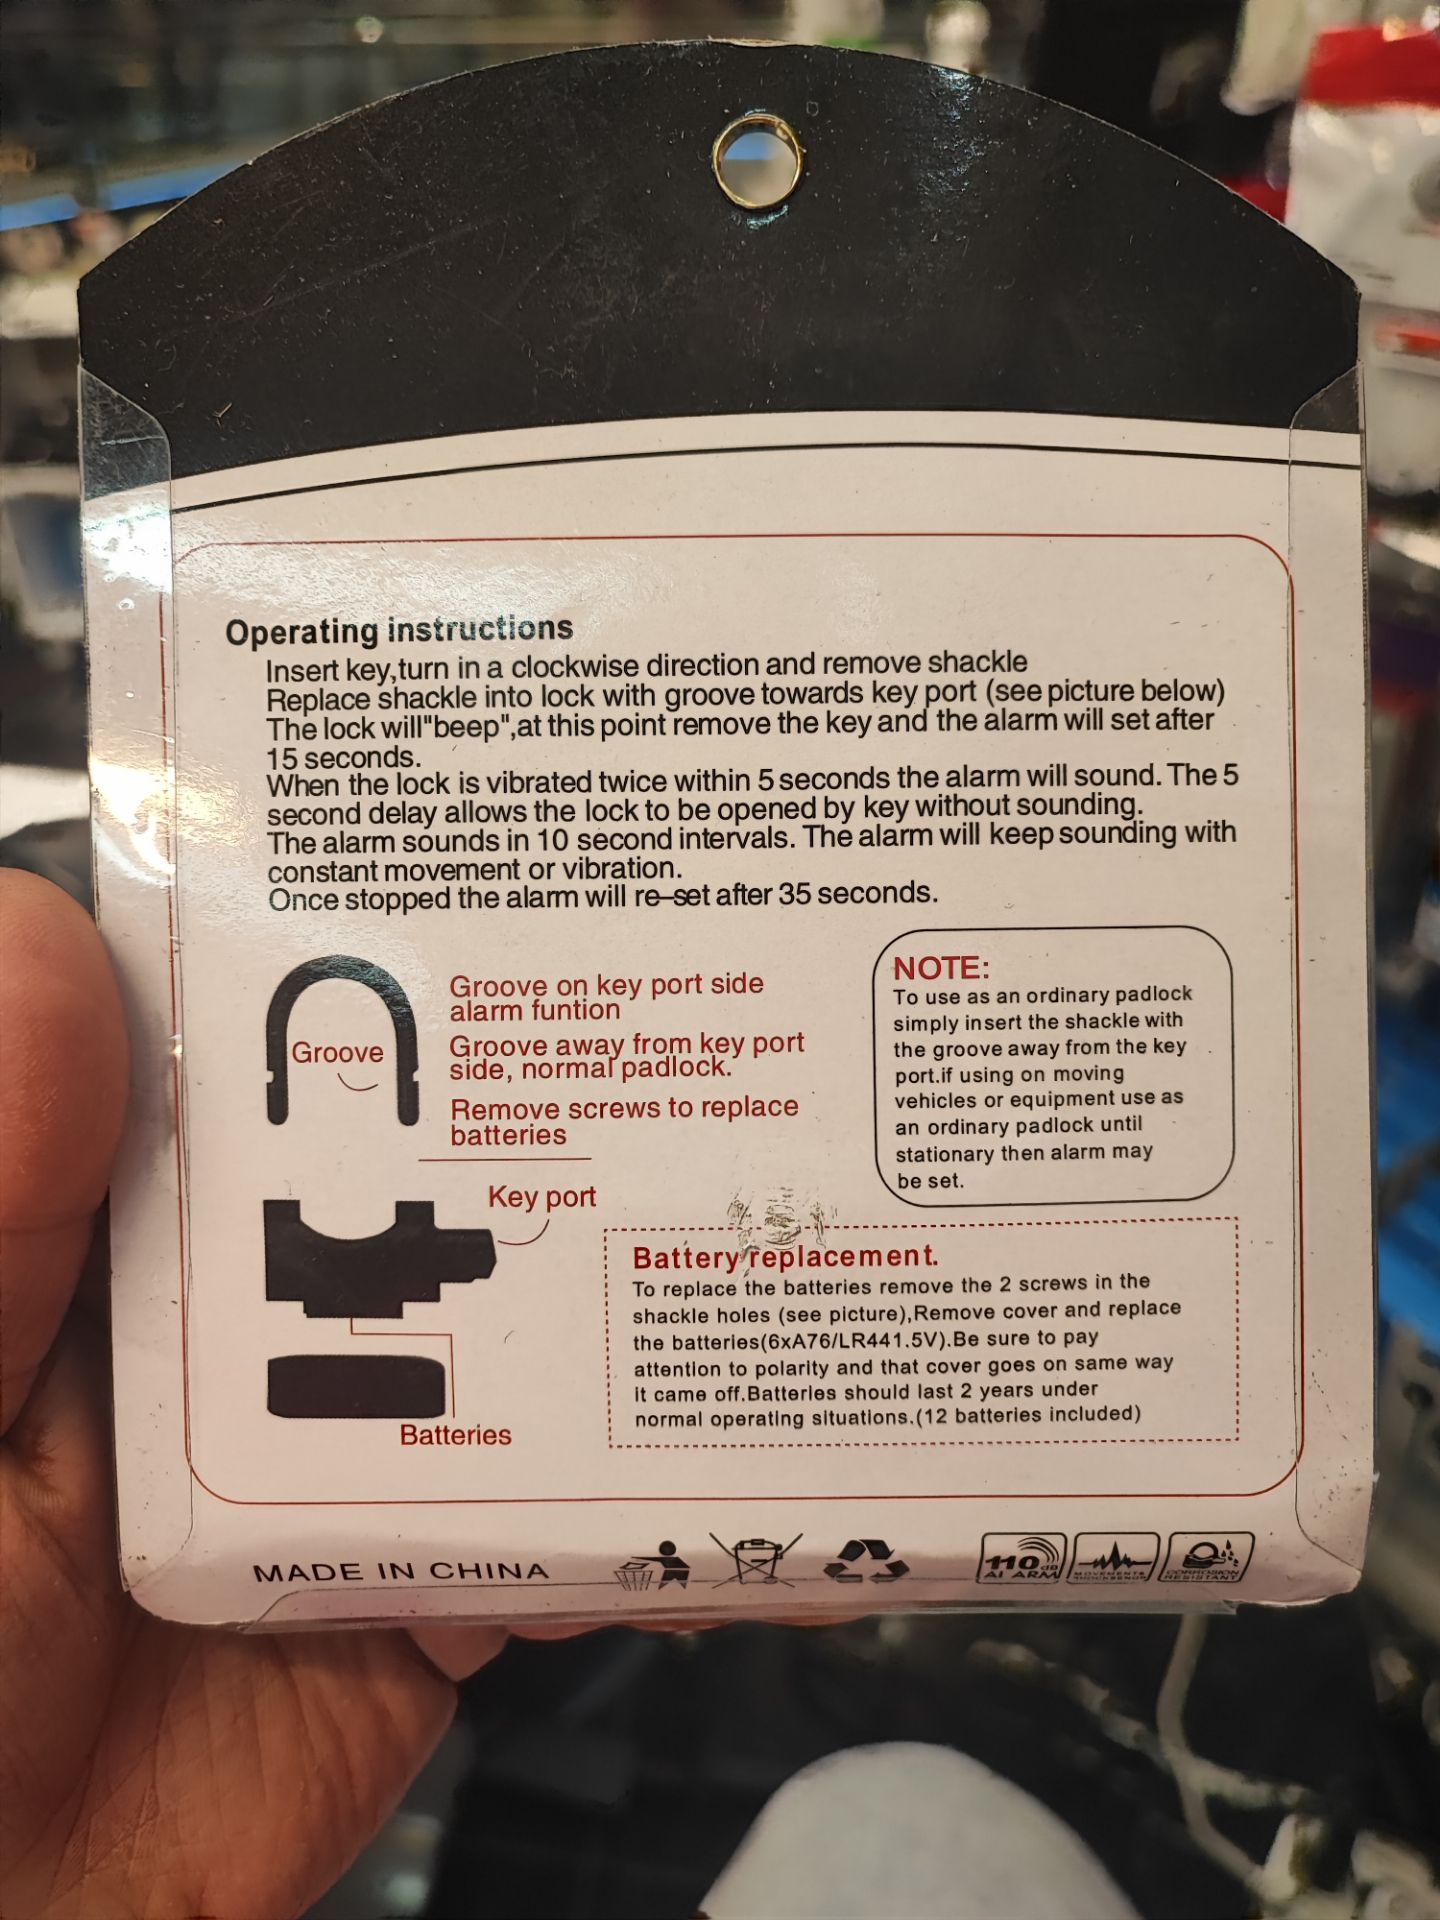 Operating instructions
Insert key,turn in a clockwise direction and remove shackle
Replace shackle into lock with groove towards key port (see picture below)
The lock will"beep",at this point remove the key and the alarm will set after
15 seconds.
When the lock is vibrated twice within 5 seconds the alarm will sound. The 5
second delay allows the lock to be opened by key without sounding.
The alarm sounds in 10 second intervals. The alarm will keep sounding with
constant movement or vibration.
Once stopped the alarm will re-set after 35 seconds.
Groove
Groove on key port side
alarm funtion
Groove away from key port
side, normal padlock.
Remove screws to replace
batteries
Key port
Batteries
NOTE:
To use as an ordinary padlock
simply insert the shackle with
the groove away from the key
port.if using on moving
vehicles or equipment use as
an ordinary padlock until
stationary then alarm may
be set.
Battery replacement.
To replace the batteries remove the 2 screws in the
shackle holes (see picture),Remove cover and replace
the batteries(6xA76/LR441.5V).Be sure to pay
attention to polarity and that cover goes on same way
it came off.Batteries should last 2 years under
normal operating situations.(12 batteries included)
MADE IN CHINA
110 dB
ALARM
CORROSION
RESISTANT